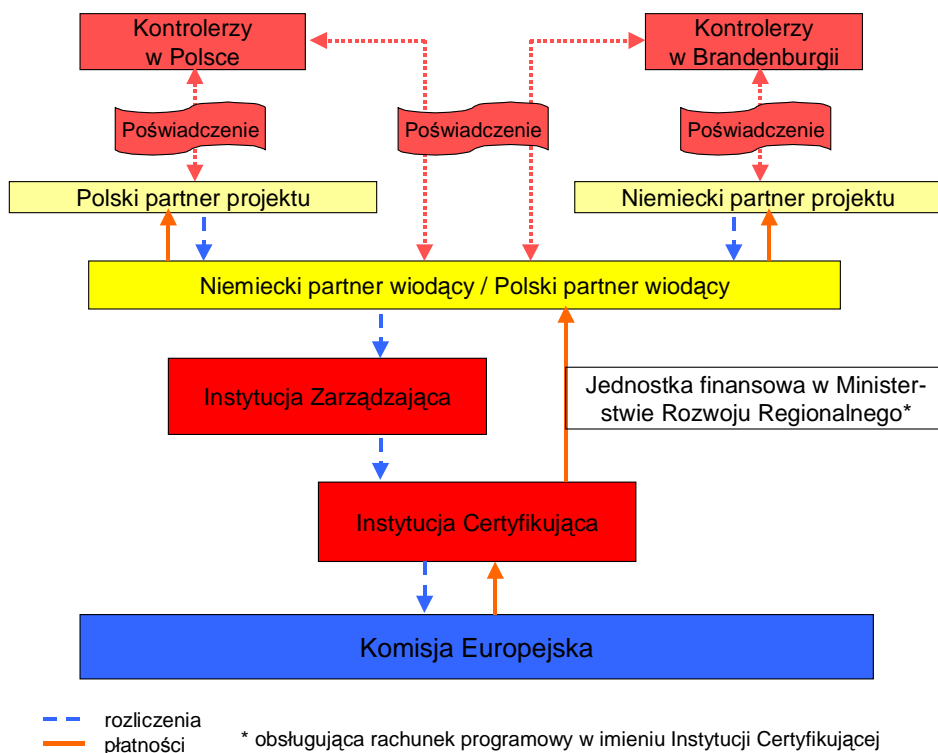 Kontrolerzy
w Polsce
Kontrolerzy
w Brandenburgii
Poświadczenie
Poświadczenie
Poświadczenie
Polski partner projektu
Niemiecki partner projektu
Niemiecki partner wiodący / Polski partner wiodący
Instytucja Zarządzająca
Jednostka finansowa w Minister-
stwie Rozwoju Regionalnego*
Instytucja Certyfikująca
Komisja Europejska
rozliczenia
płatności
* obsługująca rachunek programowy w imieniu Instytucji Certyfikującej